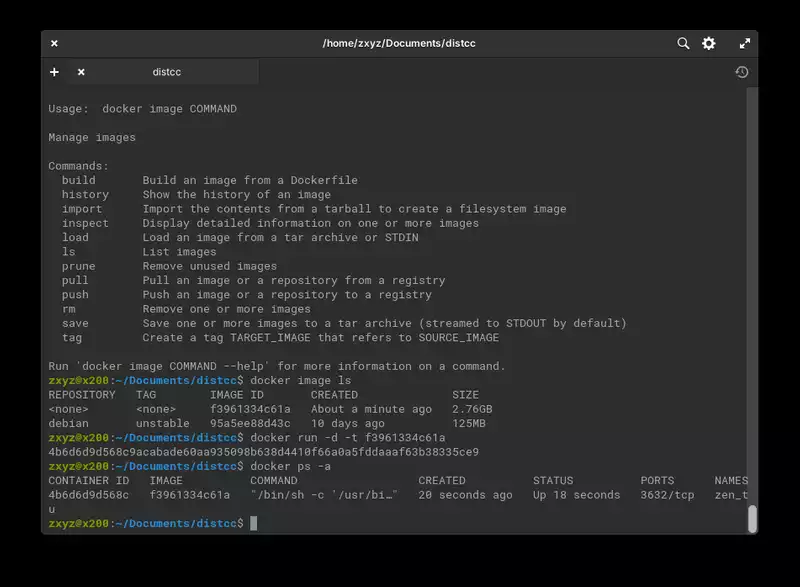 /home/zxyz/Documents/distcc
distcc
Usage:  docker image COMMAND
Manage images
Commands:
  build       Build an image from a Dockerfile
  history     Show the history of an image
  import      Import the contents from a tarball to create a filesystem image
  inspect     Display detailed information on one or more images
  load        Load an image from a tar archive or STDIN
  ls          List images
  prune       Remove unused images
  pull        Pull an image or a repository from a registry
  push        Push an image or a repository to a registry
  rm          Remove one or more images
  save        Save one or more images to a tar archive (streamed to STDOUT by default)
  tag         Create a tag TARGET_IMAGE that refers to SOURCE_IMAGE
Run 'docker image COMMAND --help' for more information on a command.
zxyz@x200:~/Documents/distcc$ docker image ls
REPOSITORY   TAG        IMAGE ID       CREATED              SIZE
<none>       <none>     f3961334c61a   About a minute ago   2.76GB
debian       unstable   95a5ee88d43c   10 days ago          125MB
zxyz@x200:~/Documents/distcc$ docker run -d -t f3961334c61a
4b6d6d9d568c9acabade60aa935098b638d4410f66a0a5fddaaaf63b38335ce9
zxyz@x200:~/Documents/distcc$ docker ps -a
CONTAINER ID   IMAGE          COMMAND                  CREATED          STATUS          PORTS      NAMES
4b6d6d9d568c   f3961334c61a   "/bin/sh -c '/usr/bi…"   20 seconds ago   Up 18 seconds   3632/tcp   zen_t
u
zxyz@x200:~/Documents/distcc$